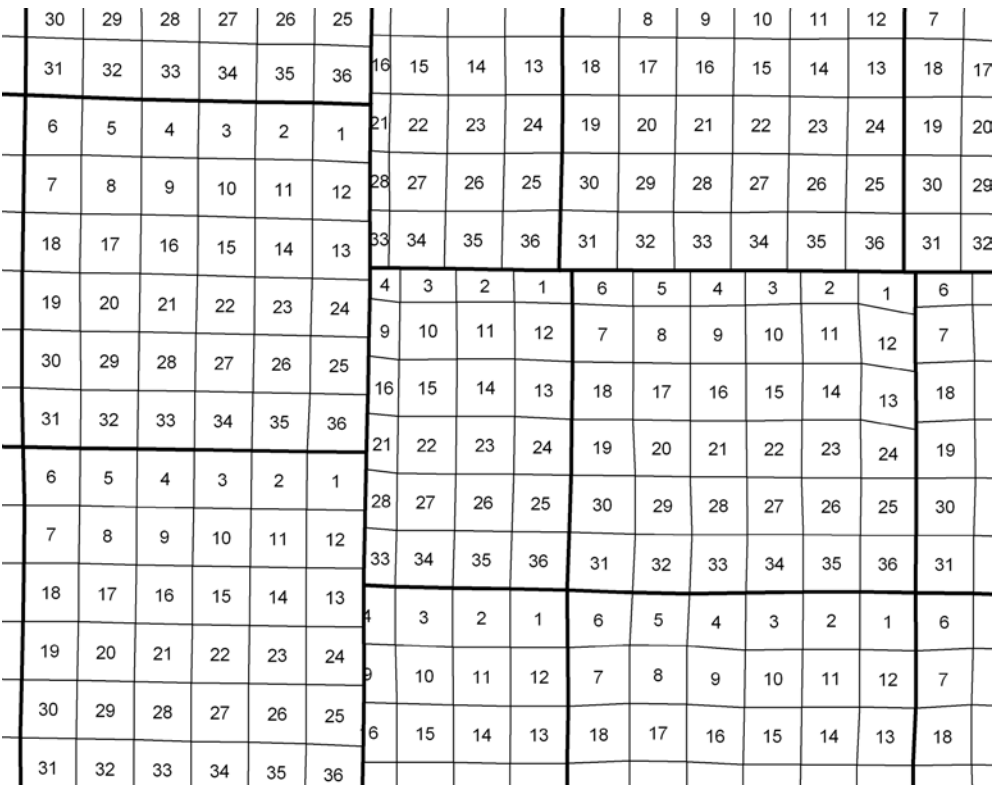 30 29 28 27 26 25 8 9 10 11 12 7
31 32 33 34 35 36 16 15 14 13 18 17 16 15 14 13 18 17
6 5 4 3 2 1 21 22 23 24 19 20 21 22 23 24 19 20
7 8 9 10 11 12 28 27 26 25 30 29 28 27 26 25 30 29
18 17 16 15 14 13 33 34 35 36 31 32 33 34 35 36 31 32
19 20 21 22 23 24 4 3 2 1 6 5 4 3 2 1 6
30 29 28 27 26 25 9 10 11 12 7 8 9 10 11 12 7
31 32 33 34 35 36 16 15 14 13 18 17 16 15 14 13 18
6 5 4 3 2 1 21 22 23 24 19 20 21 22 23 24 19
7 8 9 10 11 12 28 27 26 25 30 29 28 27 26 25 30
18 17 16 15 14 13 33 34 35 36 31 32 33 34 35 36 31
19 20 21 22 23 24 4 3 2 1 6 5 4 3 2 1 6
30 29 28 27 26 25 9 10 11 12 7 8 9 10 11 12 7
31 32 33 34 35 36 6 15 14 13 18 17 16 15 14 13 18